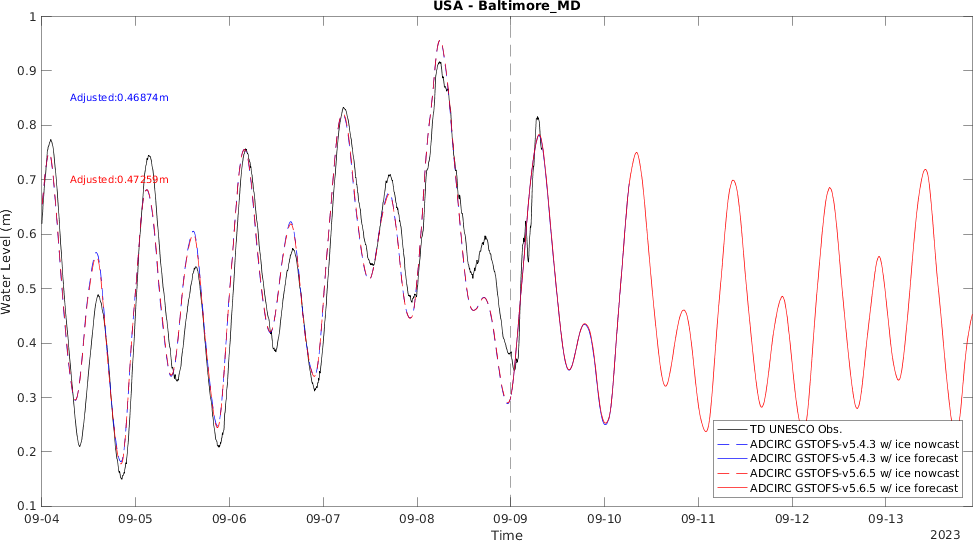 USA - Baltimore_MD
Water Level (m)
1
0.9
0.8
0.7
0.6
0.5
0.4
0.3
0.2
0.1
Adjusted:0.46874m
Adjusted:0.47259m
TD UNESCO Obs.
ADCIRC GSTOFS-v5.4.3 w/ ice nowcast
ADCIRC GSTOFS-v5.4.3 w/ ice forecast
ADCIRC GSTOFS-v5.6.5 w/ ice nowcast
ADCIRC GSTOFS-v5.6.5 w/ ice forecast
09-04 09-05 09-06 09-07 09-08 09-09 09-10 09-11 09-12 09-13
Time
2023